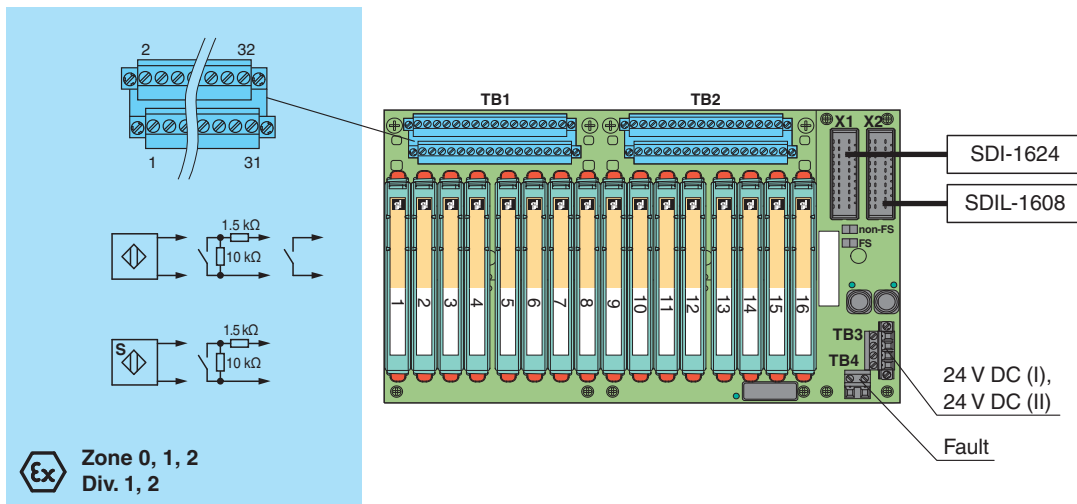 2 32
1 31
1.5 kΩ
10 kΩ
S
1.5 kΩ
10 kΩ
Ex
Zone 0, 1, 2
Div. 1, 2
TB1 TB2
X1 X2
SDI-1624
SDIL-1608
non-FS
FS
1 2 3 4 5 6 7 8 9 10 11 12 13 14 15 16
TB3
TB4
24 V DC (I),
24 V DC (II)
Fault